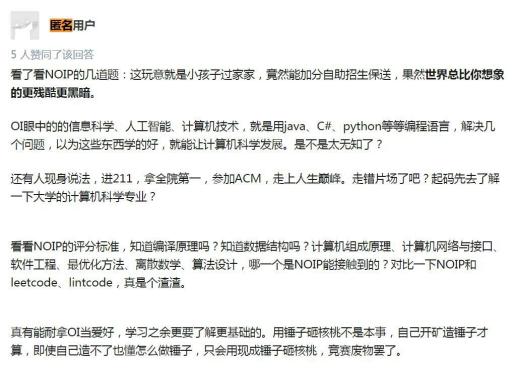 匿名用户
5 人赞同了该回答
看了看NOIP的几道题：这玩意就是小孩子过家家，竟然能加分自助招生保送，果然世界总比你想象
的更残酷更黑暗。
OI眼中的的信息科学、人工智能、计算机技术，就是用java、C#、python等等编程语言，解决几
个问题，以为这些东西学的好，就能让计算机科学发展。是不是太无知了？
还有人现身说法，进211，拿全院第一，参加ACM，走上人生巅峰。走错片场了吧？起码先去了解
一下大学的计算机科学专业？
看看NOIP的评分标准，知道编译原理吗？知道数据结构吗？计算机组成原理、计算机网络与接口、
软件工程、最优化方法、离散数学、算法设计，哪一个是NOIP能接触到的？对比一下NOIP和
leetcode、lintcode，真是个渣渣。
真有能耐拿OI当爱好，学习之余更要了解更基础的。用锤子砸核桃不是本事，自己开矿造锤子才
算，即使自己造不了也懂怎么做锤子，只会用现成锤子砸核桃，竞赛废物罢了。